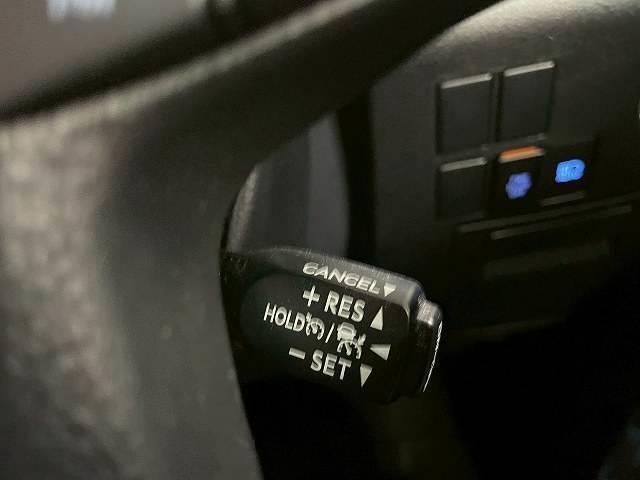 CANCEL▼
+ RES ▲
HOLD / ◀
− SET ▼